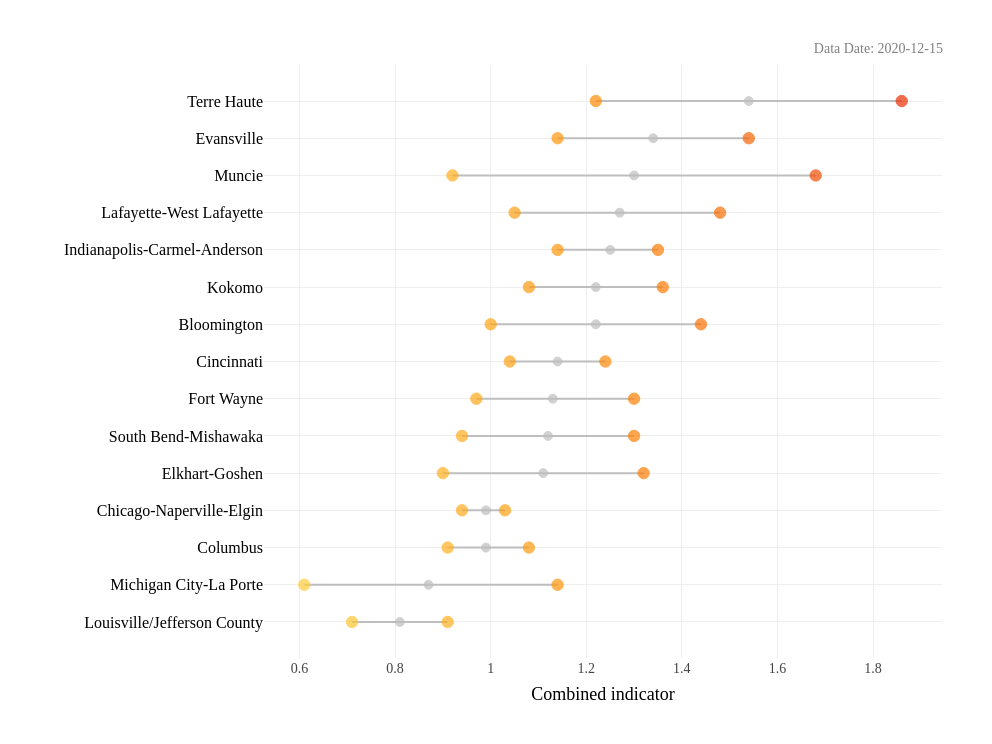 Data Date: 2020-12-15
Terre Haute
Evansville
Muncie
Lafayette-West Lafayette
Indianapolis-Carmel-Anderson
Kokomo
Bloomington
Cincinnati
Fort Wayne
South Bend-Mishawaka
Elkhart-Goshen
Chicago-Naperville-Elgin
Columbus
Michigan City-La Porte
Louisville/Jefferson County
0.6 0.8 1 1.2 1.4 1.6 1.8
Combined indicator